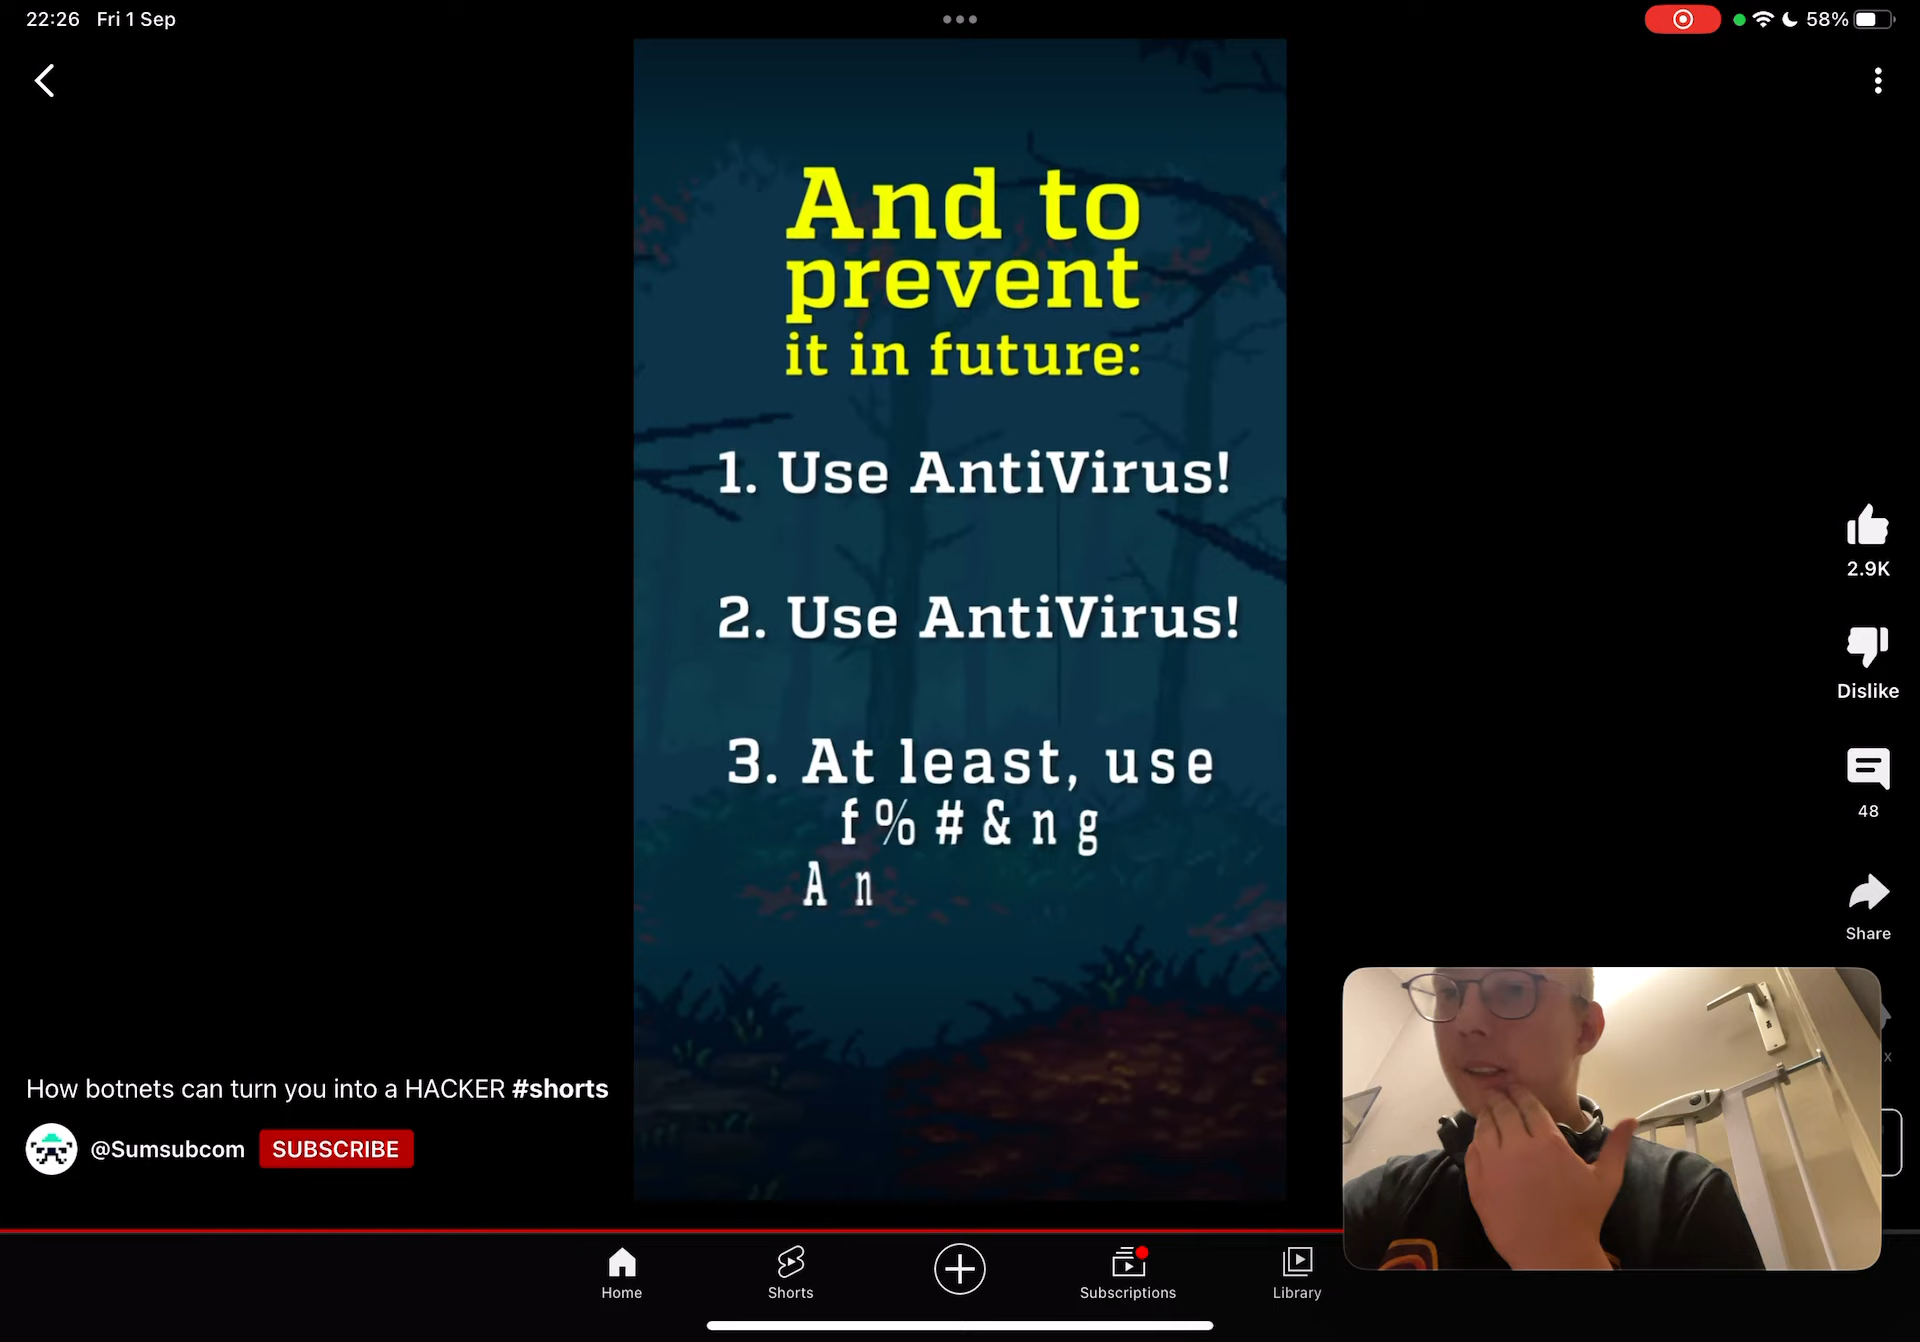 22:26 Fri 1 Sep
58%
And to
prevent
it in future:
1. Use AntiVirus!
2. Use AntiVirus!
3. At least, use
f%#&ng
An
2.9K
Dislike
48
Share
x
How botnets can turn you into a HACKER #shorts
@Sumsubcom
SUBSCRIBE
Home
Shorts
Subscriptions
Library